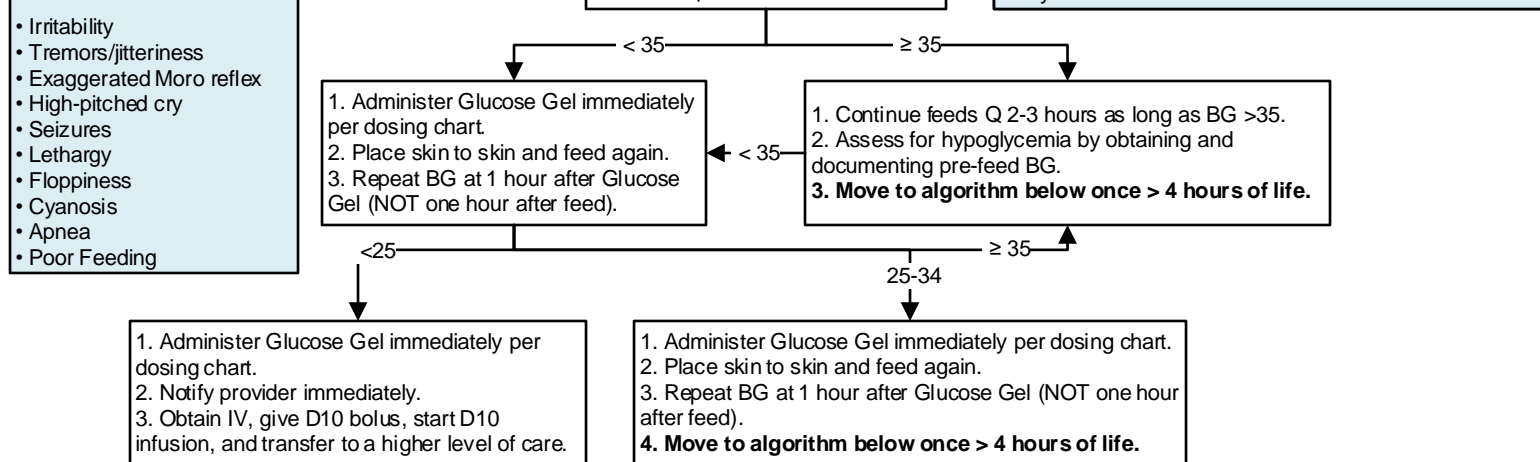 • Irritability
• Tremors/jitteriness
• Exaggerated Moro reflex
• High-pitched cry
• Seizures
• Lethargy
• Floppiness
• Cyanosis
• Apnea
• Poor Feeding
< 35
≥ 35
1. Administer Glucose Gel immediately
per dosing chart.
2. Place skin to skin and feed again.
3. Repeat BG at 1 hour after Glucose
Gel (NOT one hour after feed).
< 35
1. Continue feeds Q 2-3 hours as long as BG >35.
2. Assess for hypoglycemia by obtaining and
documenting pre-feed BG.
3. Move to algorithm below once > 4 hours of life.
<25
25-34
≥ 35
1. Administer Glucose Gel immediately per
dosing chart.
2. Notify provider immediately.
3. Obtain IV, give D10 bolus, start D10
infusion, and transfer to a higher level of care.
1. Administer Glucose Gel immediately per dosing chart.
2. Place skin to skin and feed again.
3. Repeat BG at 1 hour after Glucose Gel (NOT one hour
after feed).
4. Move to algorithm below once > 4 hours of life.